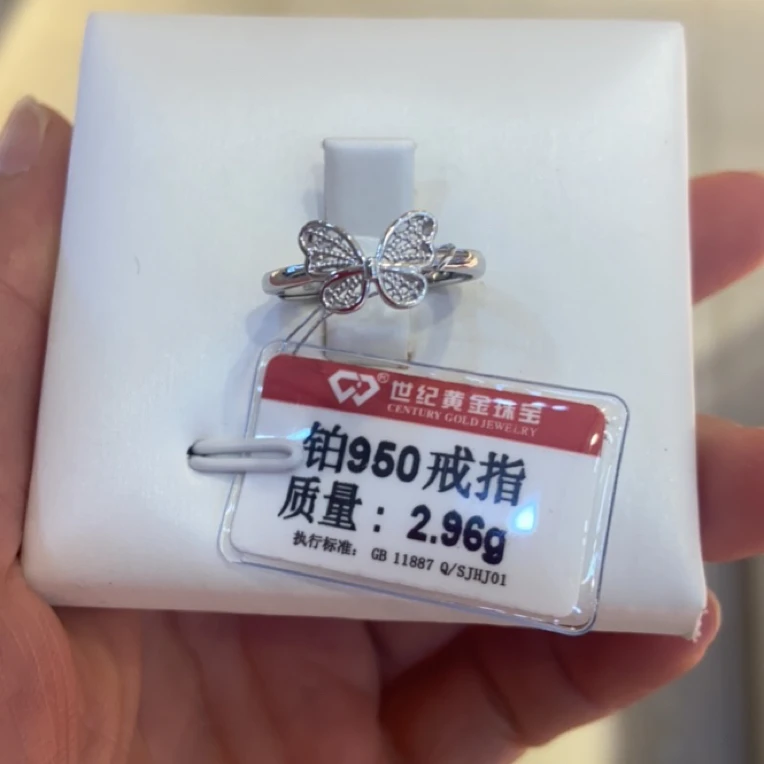 ®世纪黄金珠宝
CENTURY GOLD JEWELRY
铂950戒指
质量：2.96g
执行标准： GB 11887 Q/SJHJ01